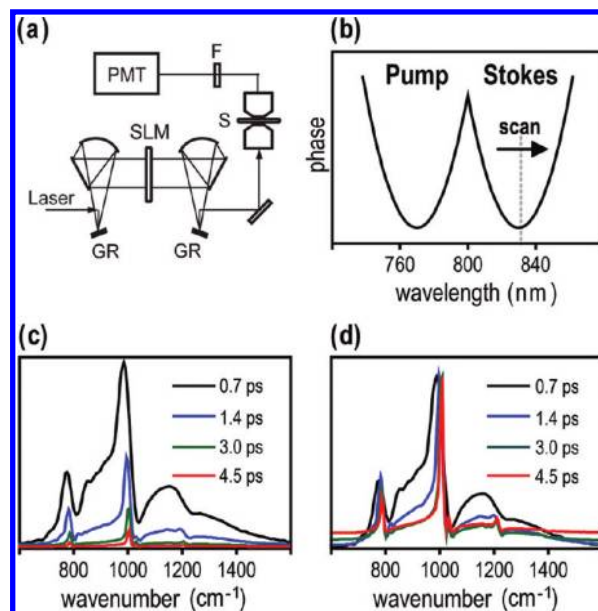 (a)
F
PMT
S
SLM
Laser
GR
GR
(b)
Pump
Stokes
scan
phase
760
800
840
wavelength (nm)
(c)
0.7 ps
1.4 ps
3.0 ps
4.5 ps
800
1000
1200
1400
wavenumber (cm⁻¹)
(d)
0.7 ps
1.4 ps
3.0 ps
4.5 ps
800
1000
1200
1400
wavenumber (cm⁻¹)